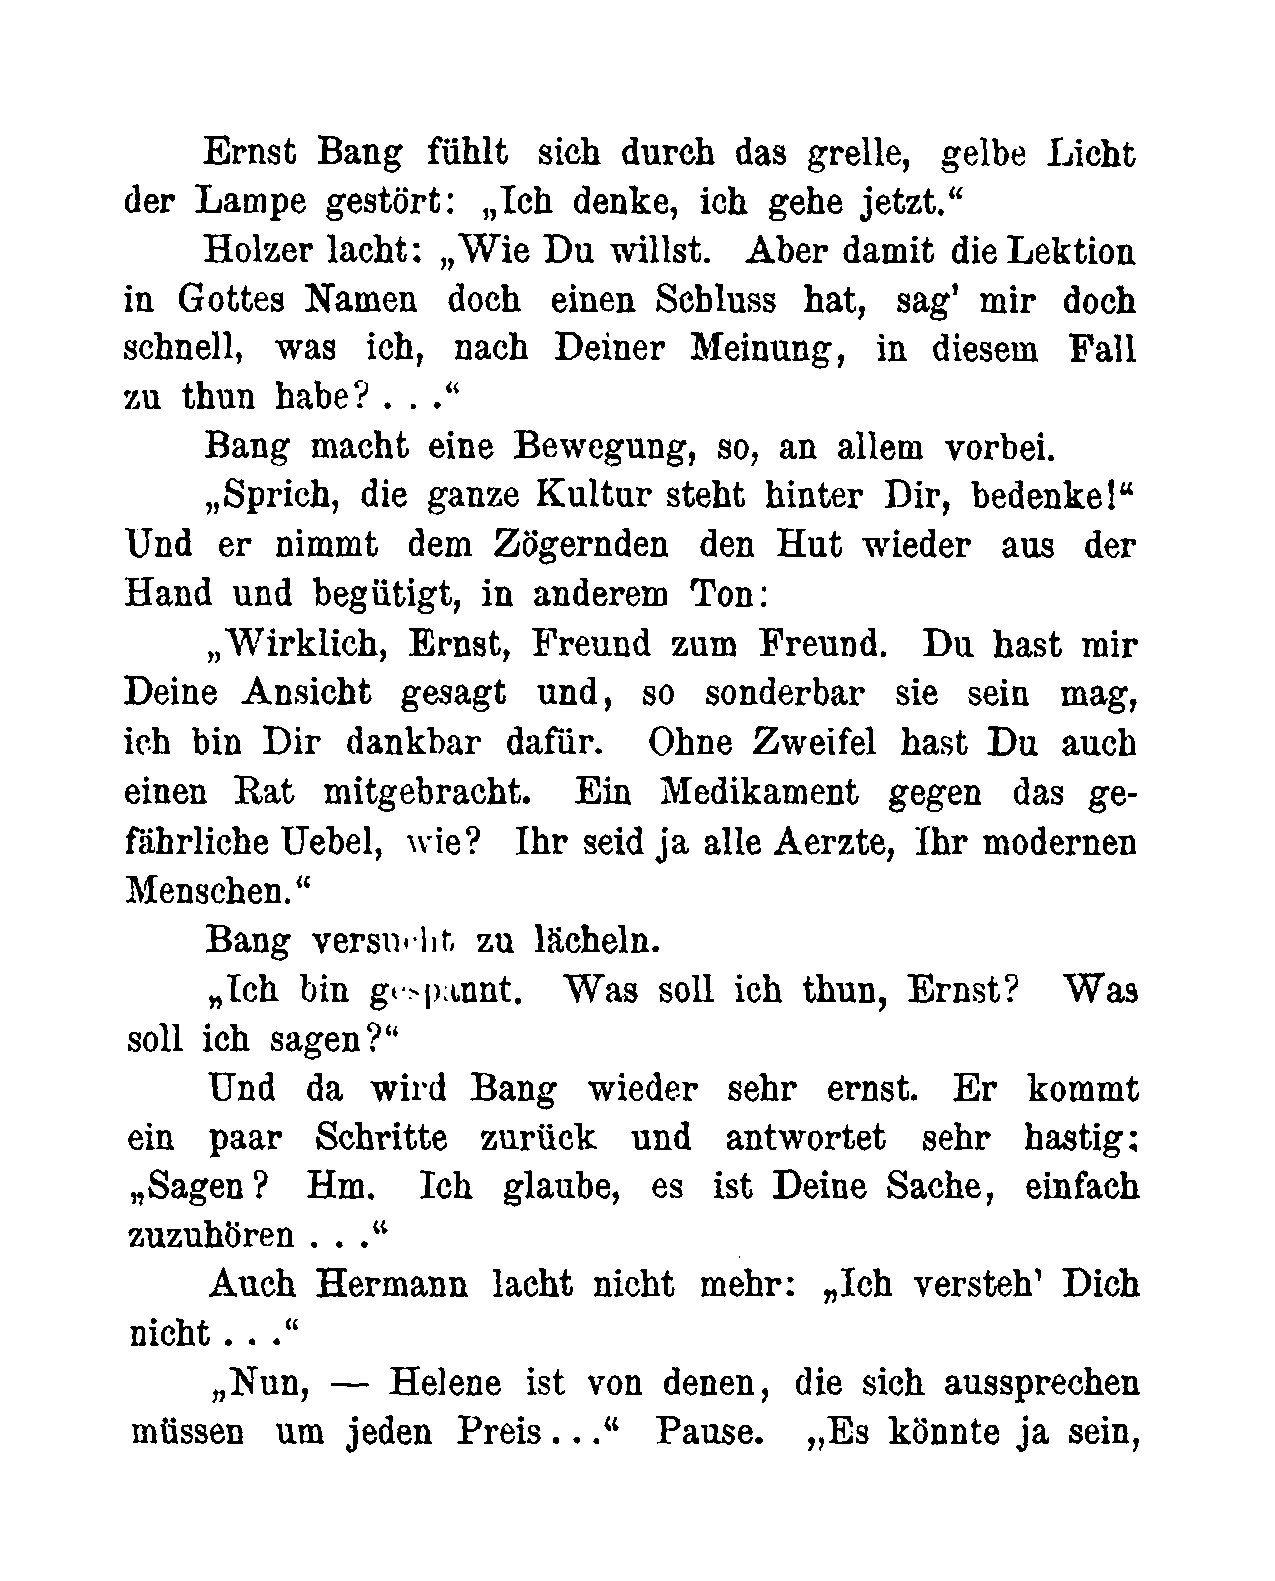 Ernst Bang fühlt sich durch das grelle, gelbe Licht
der Lampe gestört: „Ich denke, ich gehe jetzt.“
Holzer lacht: „Wie Du willst. Aber damit die Lektion
in Gottes Namen doch einen Schluss hat, sag' mir doch
schnell, was ich, nach Deiner Meinung, in diesem Fall
zu thun habe? . . .“
Bang macht eine Bewegung, so, an allem vorbei.
„Sprich, die ganze Kultur steht hinter Dir, bedenke!“
Und er nimmt dem Zögernden den Hut wieder aus der
Hand und begütigt, in anderem Ton:
„Wirklich, Ernst, Freund zum Freund. Du hast mir
Deine Ansicht gesagt und, so sonderbar sie sein mag,
ich bin Dir dankbar dafür. Ohne Zweifel hast Du auch
einen Rat mitgebracht. Ein Medikament gegen das ge-
fährliche Uebel, wie? Ihr seid ja alle Aerzte, Ihr modernen
Menschen.“
Bang versucht zu lächeln.
„Ich bin gespannt. Was soll ich thun, Ernst? Was
soll ich sagen?“
Und da wird Bang wieder sehr ernst. Er kommt
ein paar Schritte zurück und antwortet sehr hastig:
„Sagen? Hm. Ich glaube, es ist Deine Sache, einfach
zuzuhören . . .“
Auch Hermann lacht nicht mehr: „Ich versteh' Dich
nicht . . .“
„Nun, — Helene ist von denen, die sich aussprechen
müssen um jeden Preis . . .“ Pause. „Es könnte ja sein,